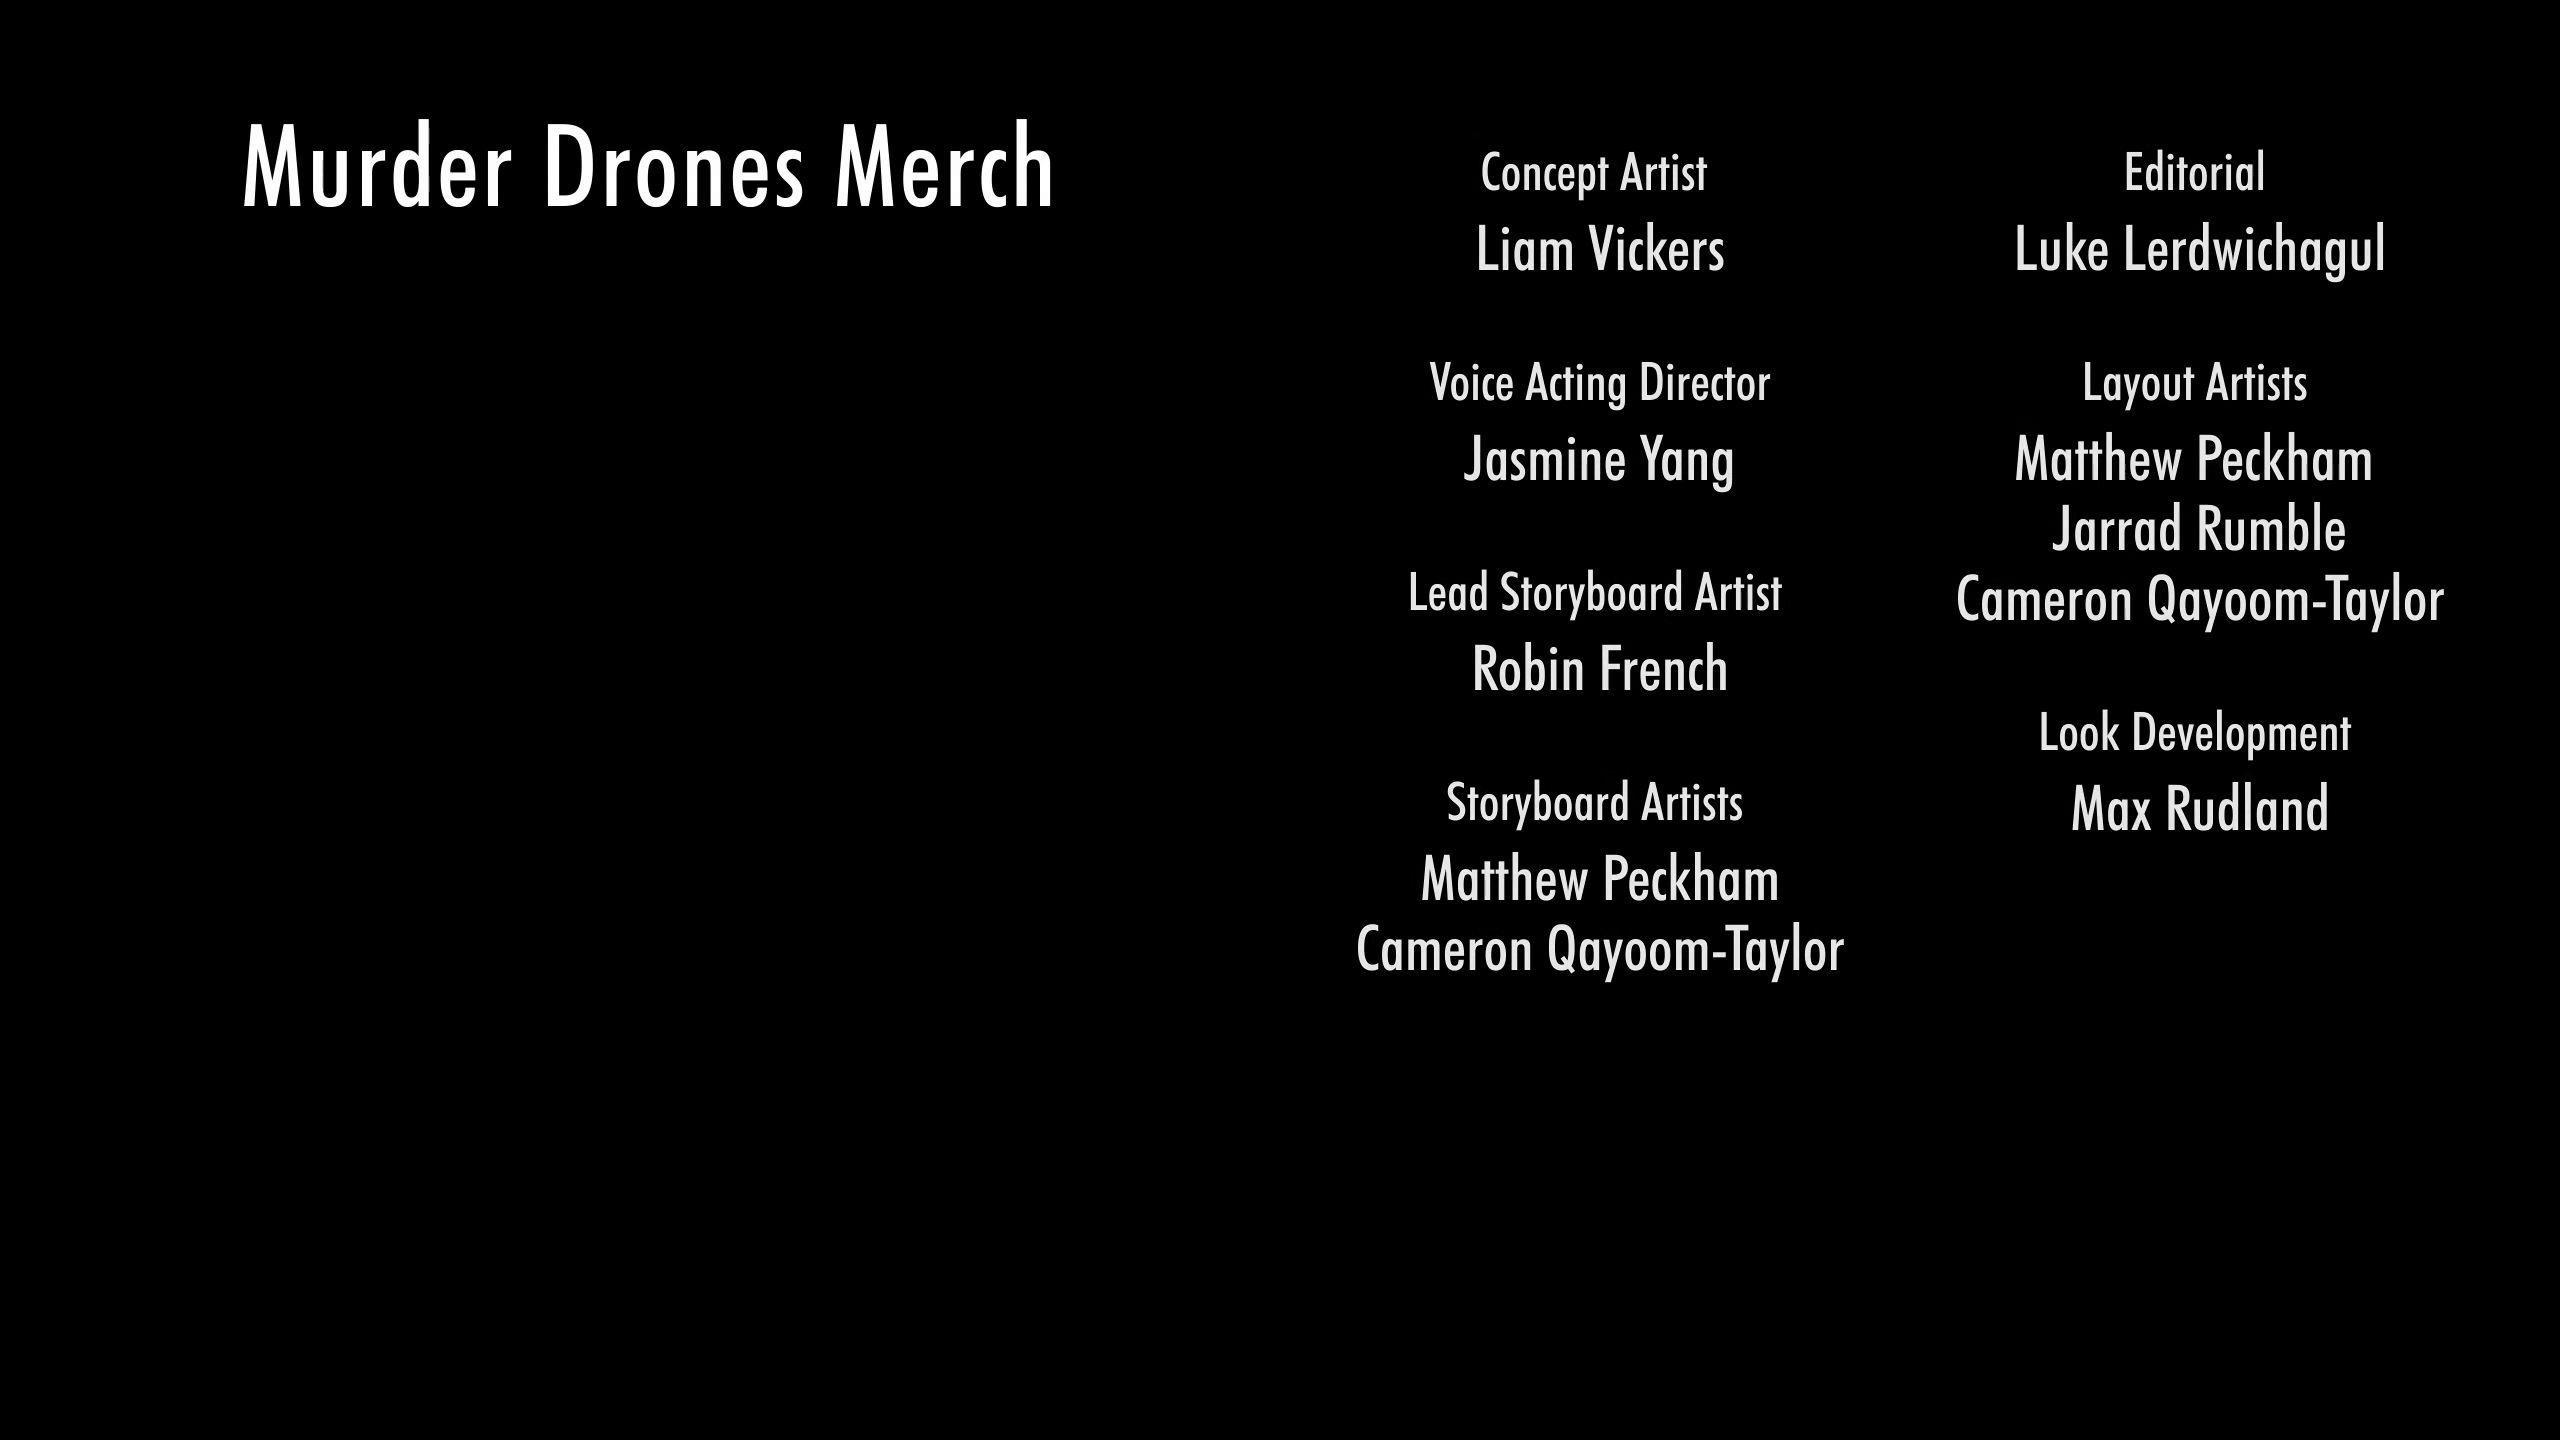 Murder Drones Merch
Concept Artist
Liam Vickers
Voice Acting Director
Jasmine Yang
Lead Storyboard Artist
Robin French
Storyboard Artists
Matthew Peckham
Cameron Qayoom-Taylor
Editorial
Luke Lerdwichagul
Layout Artists
Matthew Peckham
Jarrad Rumble
Cameron Qayoom-Taylor
Look Development
Max Rudland